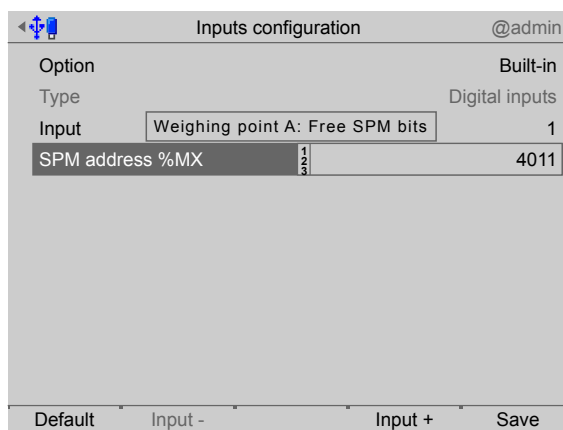 Inputs configuration @admin
Option Built-in
Type Digital inputs
Input Weighing point A: Free SPM bits 1
SPM address %MX 1 2 3 4011
Default Input - Input + Save